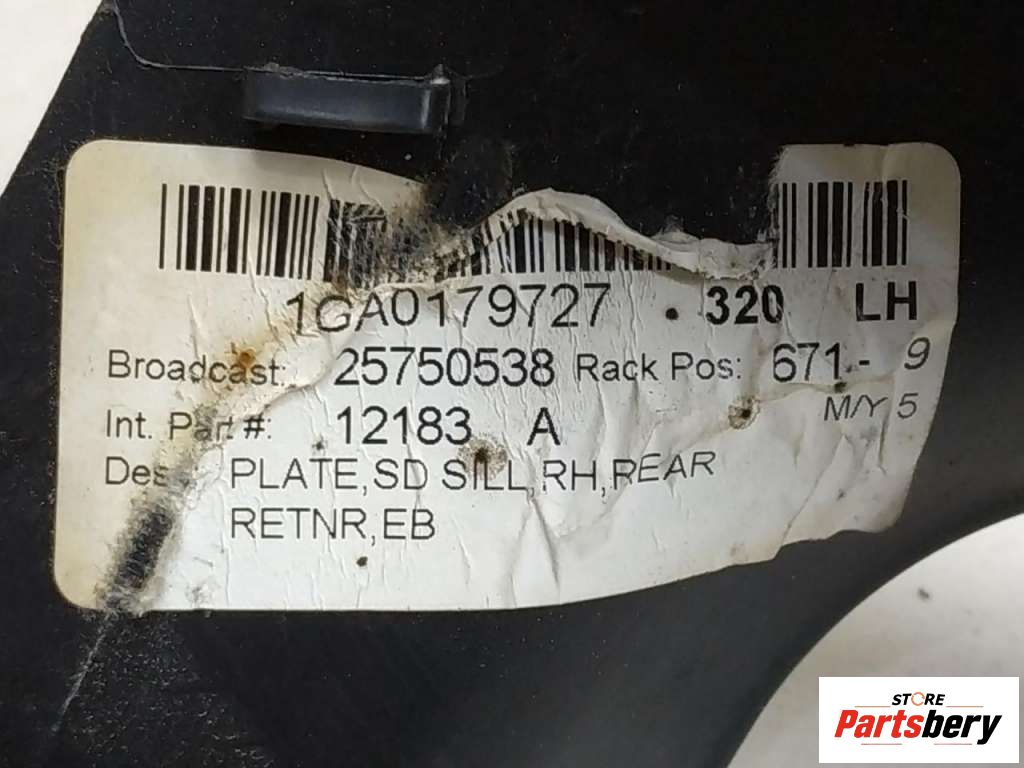 1GA0179727 . 320 LH
Broadcast: 25750538 Rack Pos: 671 - 9
M/Y 5
Int. Part #: 12183 A
Des PLATE,SD SILL,RH,REAR
RETNR,EB
STORE
Partsbery